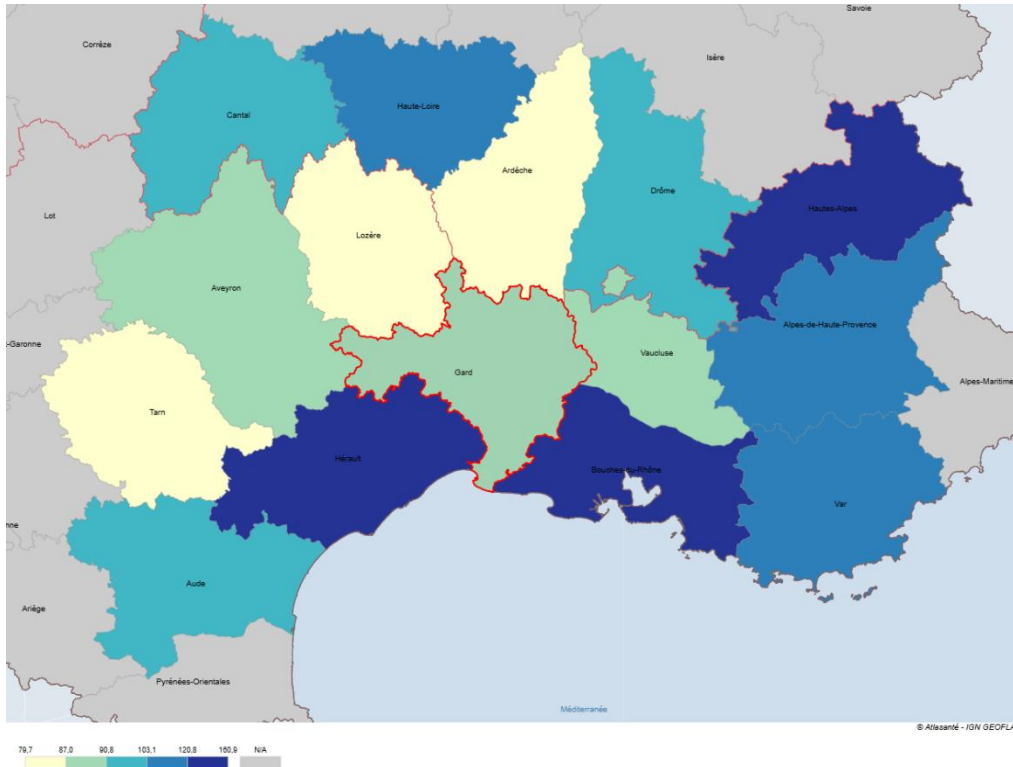 Savoie
Corrèze
Isère
Haute-Loire
Cantal
Ardèche
Drôme
Hautes-Alpes
Lot
Lozère
Aveyron
Alpes-de-Haute-Provence
-Garonne
Vaucluse
Gard
Alpes-Maritime
Tarn
Hérault
Bouches-du-Rhône
Var
nne
Aude
Ariège
Pyrénées-Orientales
Méditerranée
© Atlasanté - IGN GEOFLA
79,7 87,0 90,8 103,1 120,8 160,9 N/A